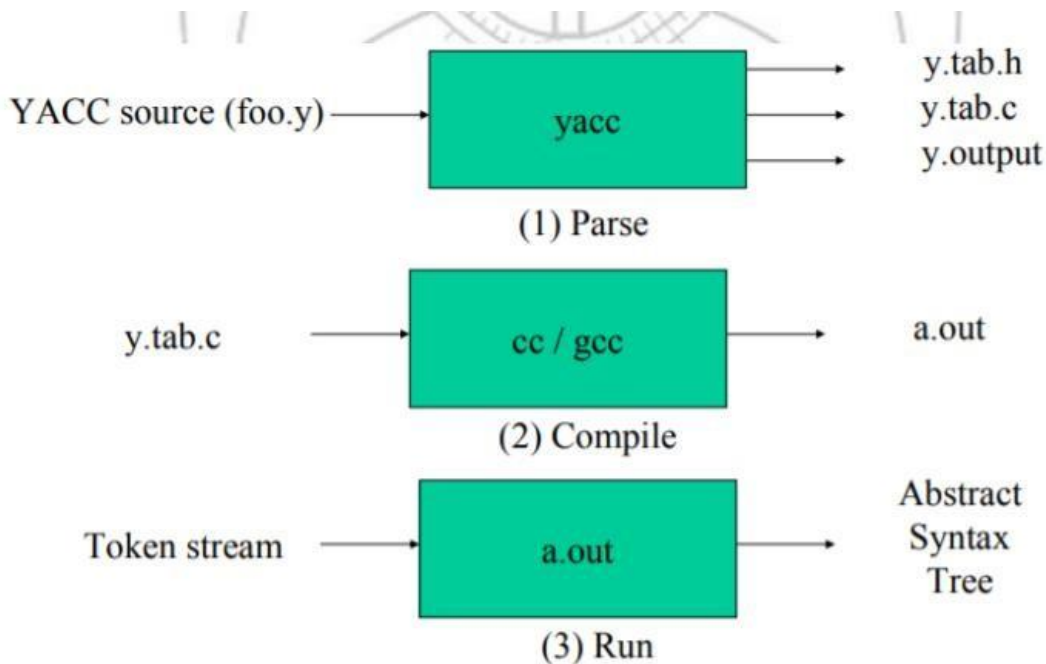 YACC source (foo.y)
yacc
y.tab.h
y.tab.c
y.output
(1) Parse
y.tab.c
cc / gcc
a.out
(2) Compile
Token stream
a.out
Abstract
Syntax
Tree
(3) Run